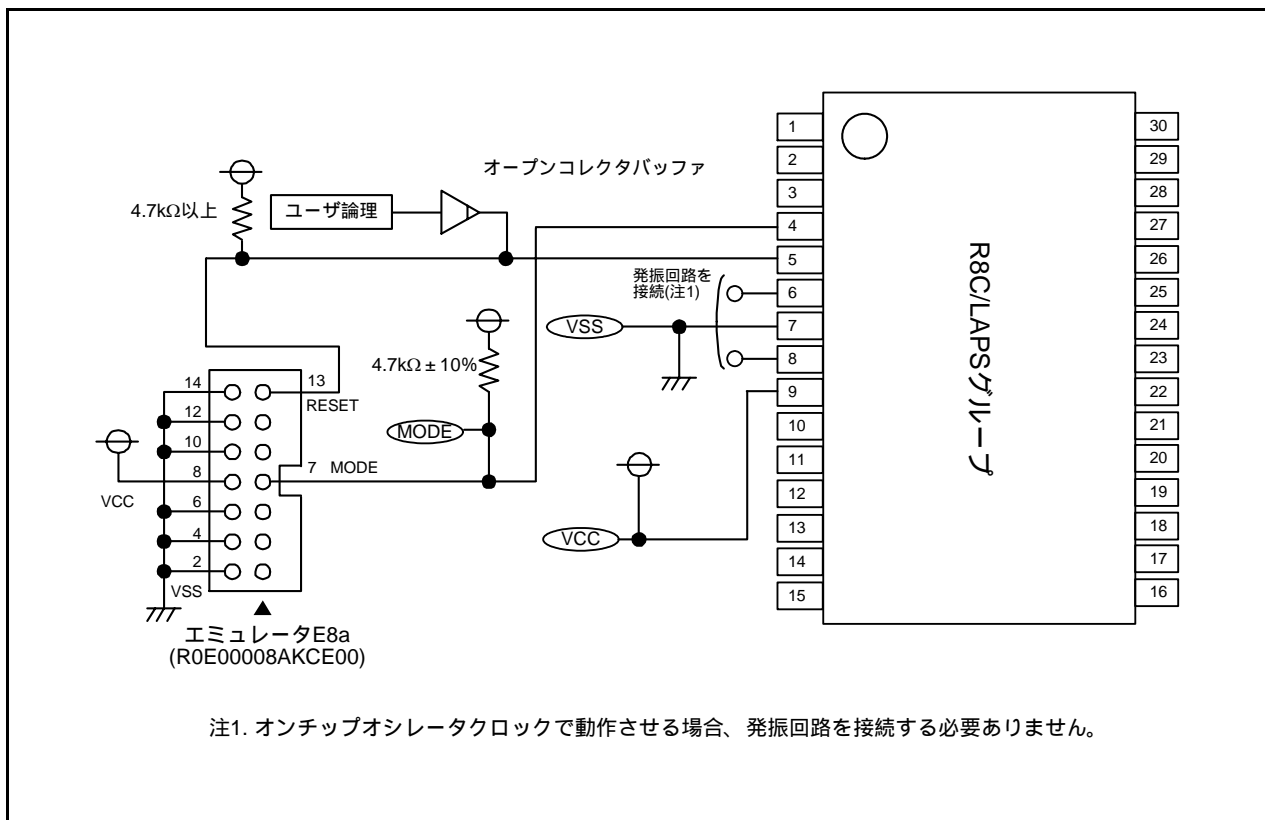 オープンコレクタバッファ
4.7kΩ以上
ユーザ論理
発振回路を
接続(注1)
VSS
4.7kΩ±10%
MODE
14
13
RESET
12
10
8
7 MODE
VCC
6
4
2
VSS
エミュレータE8a
(R0E00008AKCE00)
VCC
1
2
3
4
5
6
7
8
9
10
11
12
13
14
15
R8C/LAPSグループ
30
29
28
27
26
25
24
23
22
21
20
19
18
17
16
注1. オンチップオシレータクロックで動作させる場合、発振回路を接続する必要ありません。